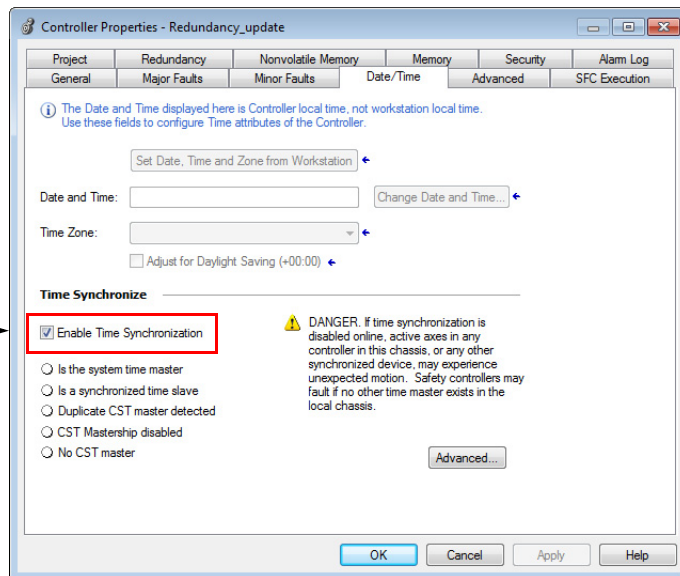 Controller Properties - Redundancy_update
Project Redundancy Nonvolatile Memory Memory Security Alarm Log
General Major Faults Minor Faults Date/Time Advanced SFC Execution
The Date and Time displayed here is Controller local time, not workstation local time.
Use these fields to configure Time attributes of the Controller.
Set Date, Time and Zone from Workstation
Date and Time: Change Date and Time...
Time Zone:
Adjust for Daylight Saving (+00:00)
Time Synchronize
Enable Time Synchronization
Is the system time master
Is a synchronized time slave
Duplicate CST master detected
CST Mastership disabled
No CST master
DANGER. If time synchronization is
disabled online, active axes in any
controller in this chassis, or any other
synchronized device, may experience
unexpected motion. Safety controllers may
fault if no other time master exists in the
local chassis.
Advanced...
OK Cancel Apply Help